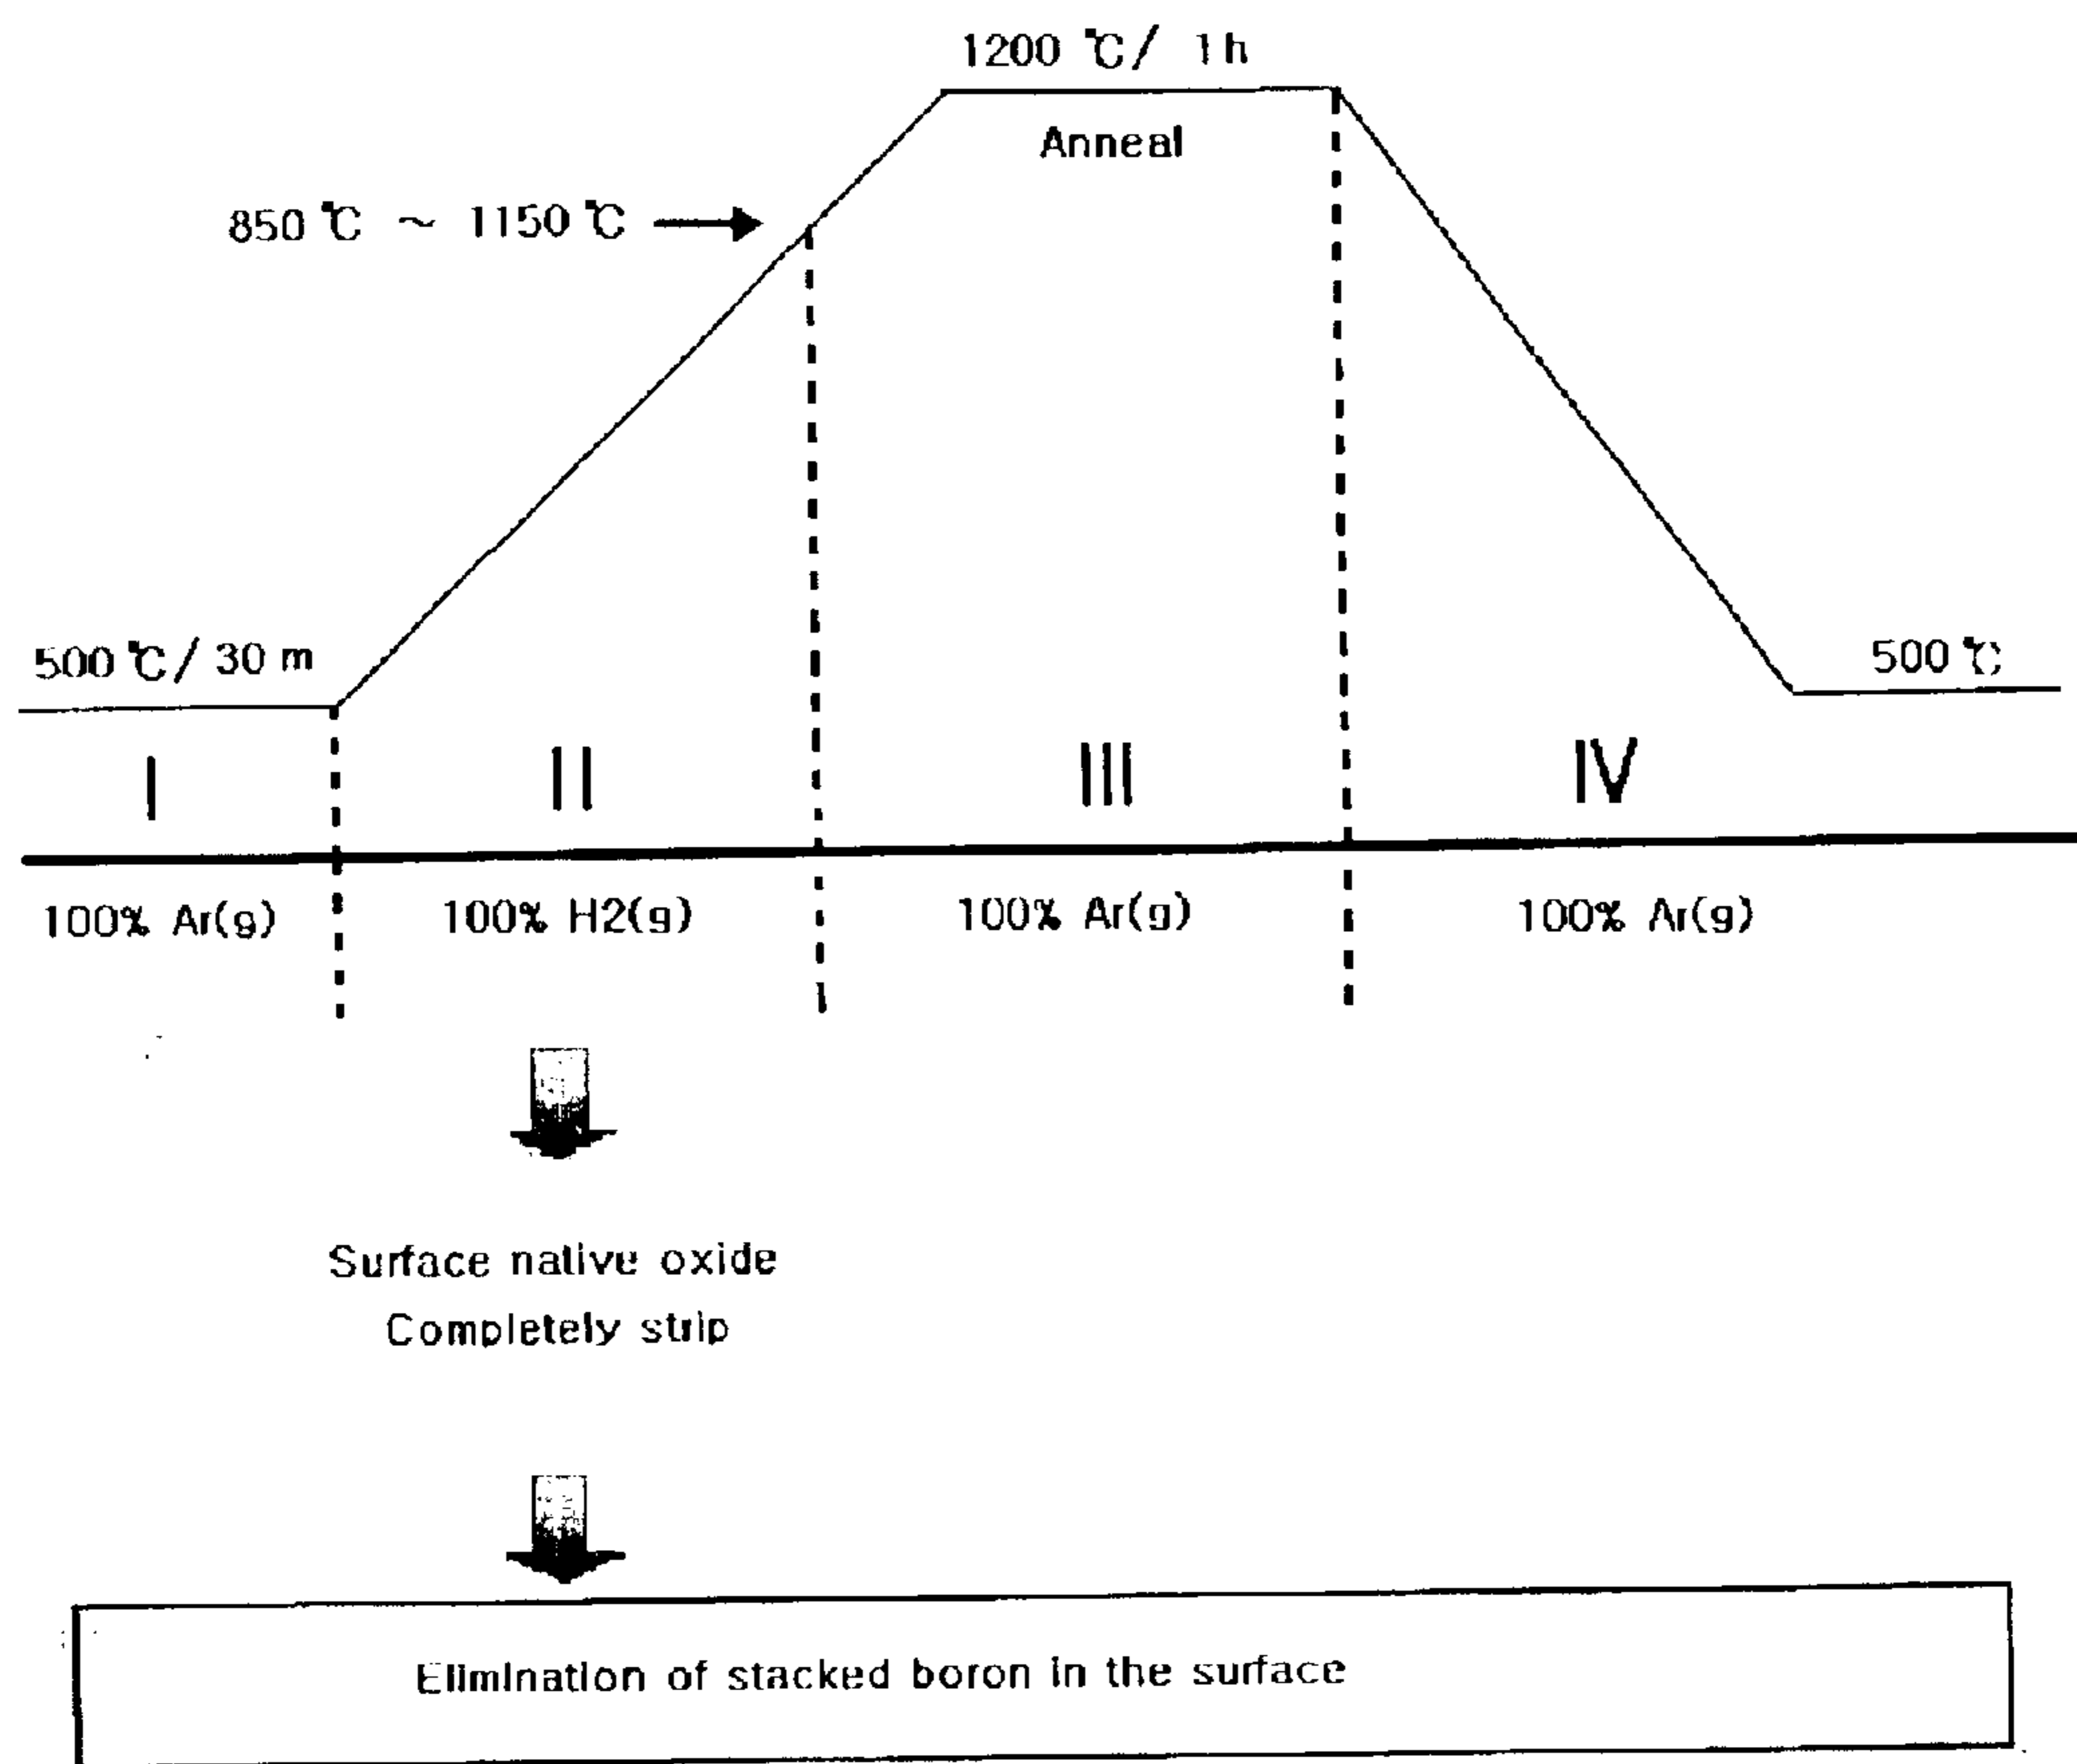 1200 ℃/ 1h
Anneal
850℃ ~ 1150℃
500℃/30 m
500℃
I
II
III
IV
100% Ar(g)
100% H2(g)
100% Ar(g)
100% Ar(g)
Surface native oxide
Completely strip
Elimination of stacked boron in the surface